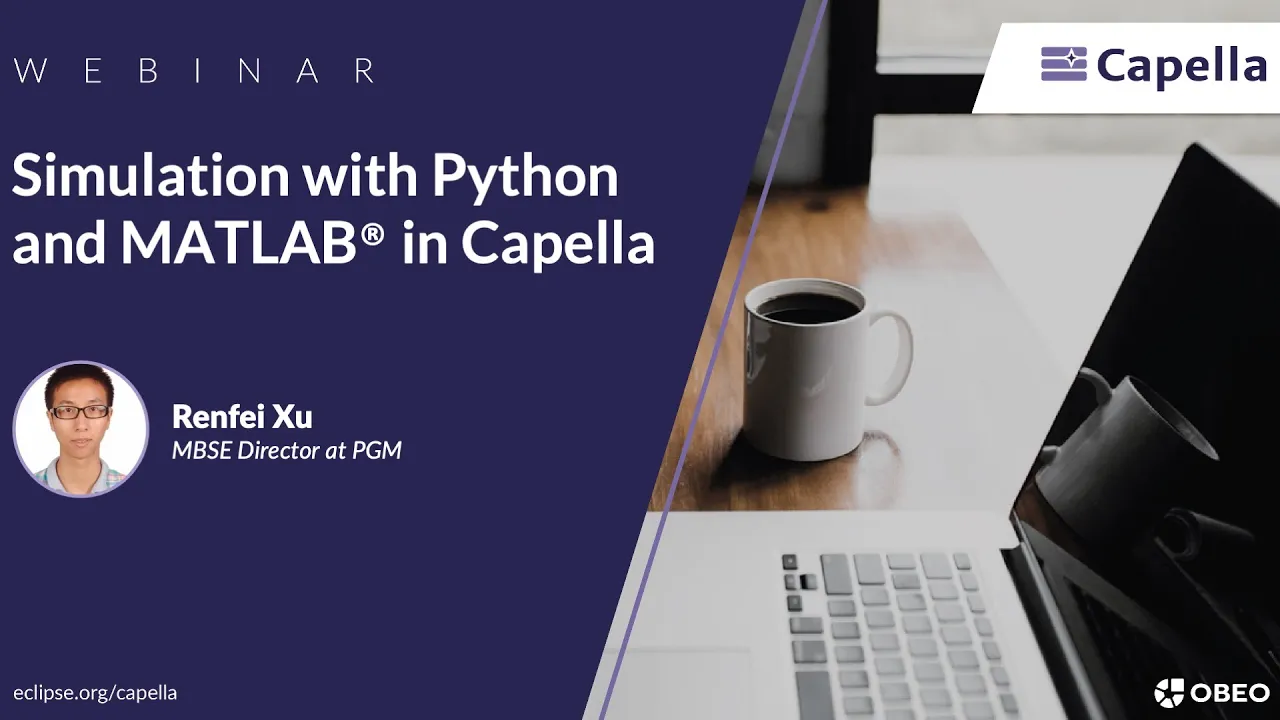 WEBINAR
Capella
Simulation with Python
and MATLAB® in Capella
Renfei Xu
MBSE Director at PGM
eclipse.org/capella
OBEO